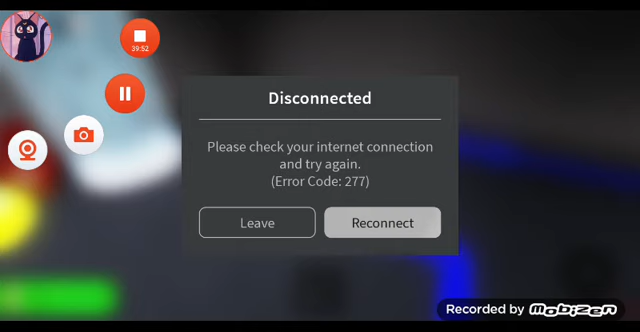 39:52
Disconnected
Please check your internet connection
and try again.
(Error Code: 277)
Leave
Reconnect
Recorded by Mobizen